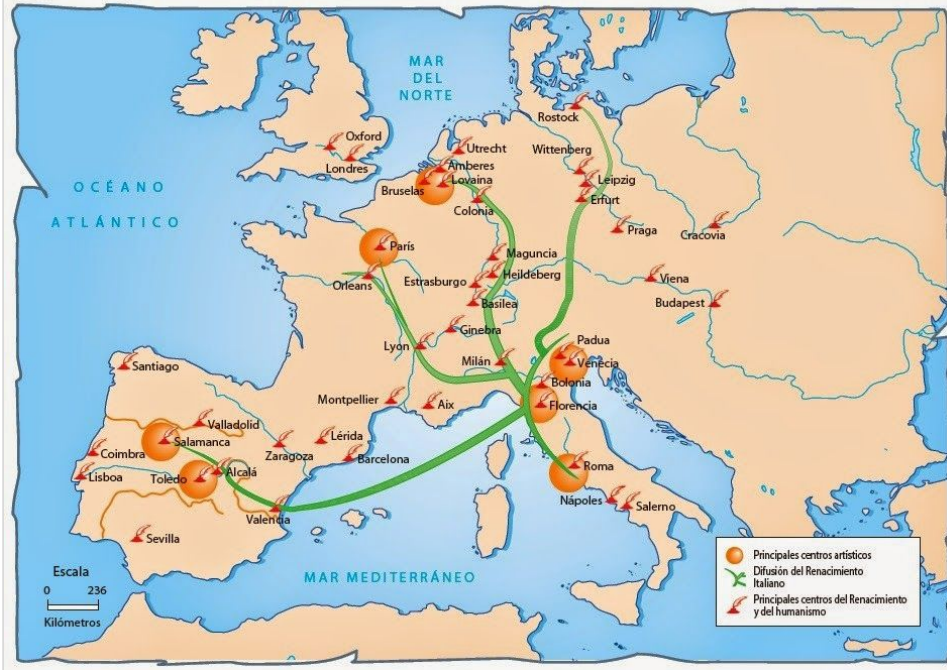 MAR
DEL
NORTE
Rostock
Oxford
Londres
Utrecht
Wittenberg
Amberes
Lovaina
Bruselas
Leipzig
OCÉANO
ATLÁNTICO
Colonia
Erfurt
Praga
Cracovia
París
Maguncia
Heildeberg
Estrasburgo
Orleans
Viena
Basilea
Budapest
Ginebra
Lyon
Padua
Milán
Venecia
Santiago
Bolonia
Montpellier
Aix
Florencia
Valladolid
Salamanca
Lérida
Coimbra
Zaragoza
Barcelona
Alcalá
Roma
Lisboa
Toledo
Nápoles
Salerno
Valencia
Sevilla
MAR MEDITERRÁNEO
Escala
0 236
Kilómetros
Principales centros artísticos
Difusión del Renacimiento
Italiano
Principales centros del Renacimiento
y del humanismo